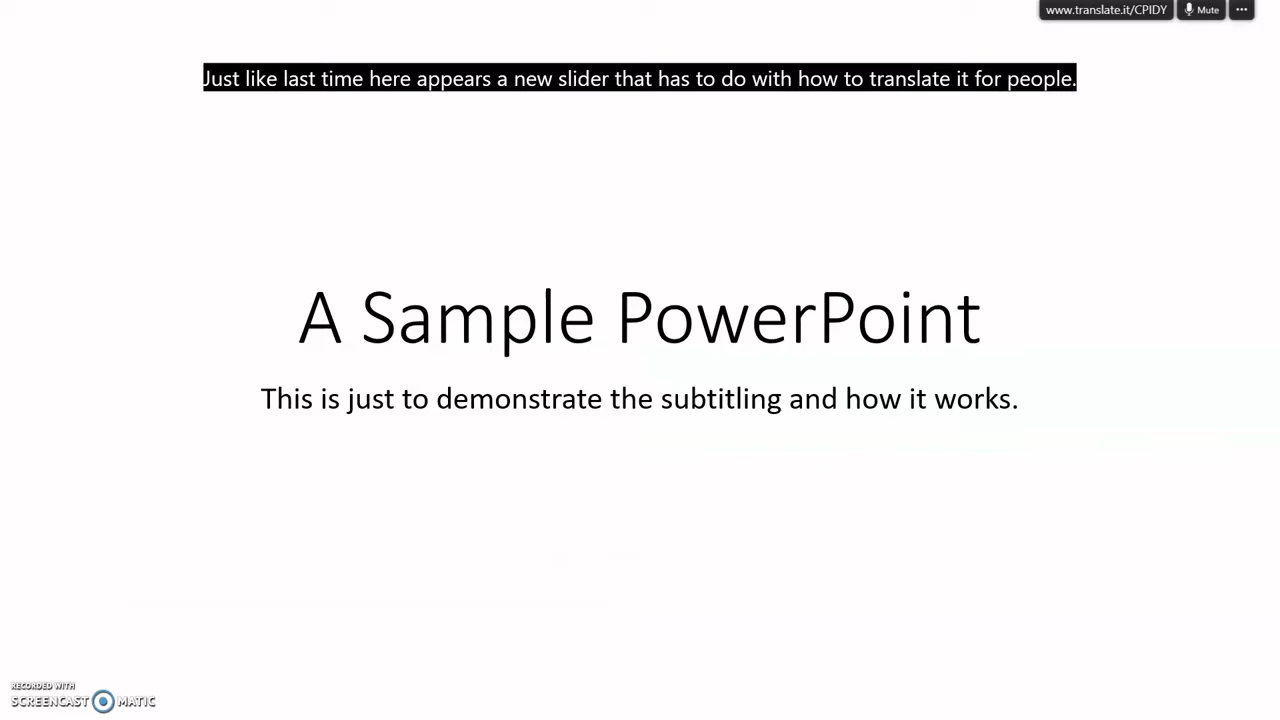 www.translate.it/CPIDY Mute ...
Just like last time here appears a new slider that has to do with how to translate it for people.
A Sample PowerPoint
This is just to demonstrate the subtitling and how it works.
RECORDED WITH
SCREENCAST MATIC